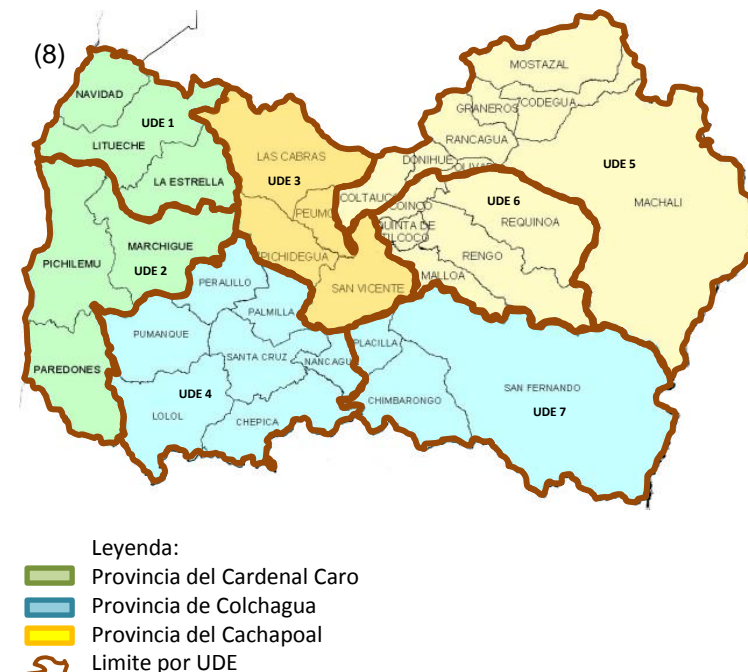 (8)
MOSTAZAL
NAVIDAD
GRANEROS
CODEGUA
UDE 1
RANCAGUA
LITUECHE
LAS CABRAS
DOÑIHUE
UDE 5
LA ESTRELLA
UDE 3
COLTAUCO
MACHALI
UDE 6
PEUMO
COINCO
REQUINOA
QUINTA DE
TILCOCO
MARCHIGUE
UDE 2
PICHILEMU
PICHIDEGUA
RENGO
MALLOA
PERALILLO
SAN VICENTE
PALMILLA
PUMANQUE
PLACILLA
SANTA CRUZ
NANCAGU
PAREDONES
UDE 4
SAN FERNANDO
CHIMBARONGO
LOLOL
UDE 7
CHEPICA
Leyenda:
Provincia del Cardenal Caro
Provincia de Colchagua
Provincia del Cachapoal
Limite por UDE